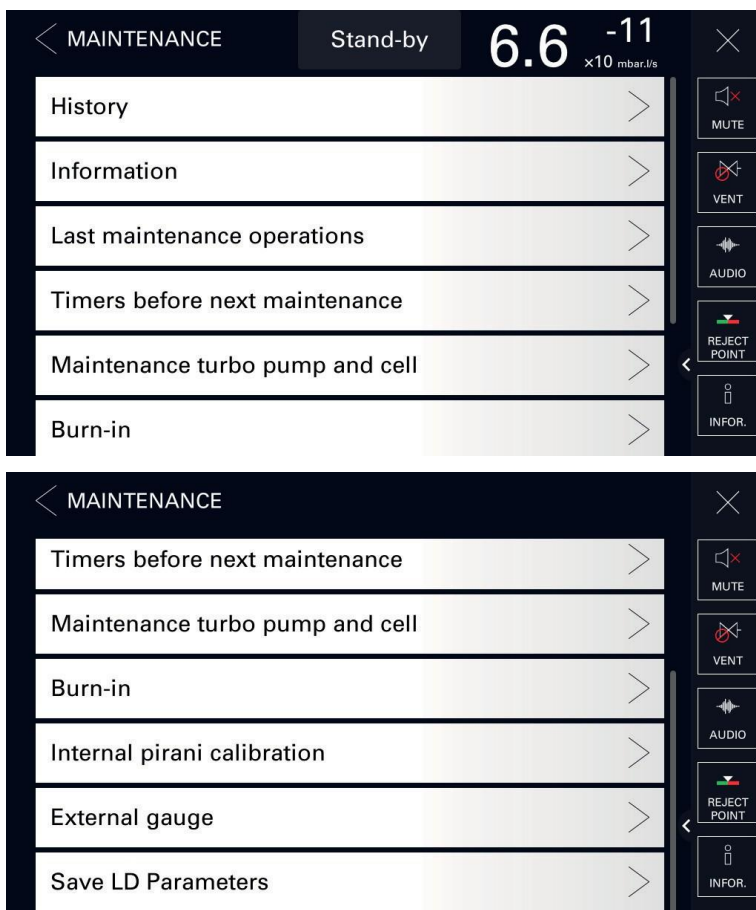 MAINTENANCE
Stand-by
6.6 ×10 -11 mbar.l/s
History
Information
Last maintenance operations
Timers before next maintenance
Maintenance turbo pump and cell
Burn-in
MUTE
VENT
AUDIO
REJECT
POINT
INFOR.
MAINTENANCE
Timers before next maintenance
Maintenance turbo pump and cell
Burn-in
Internal pirani calibration
External gauge
Save LD Parameters
MUTE
VENT
AUDIO
REJECT
POINT
INFOR.